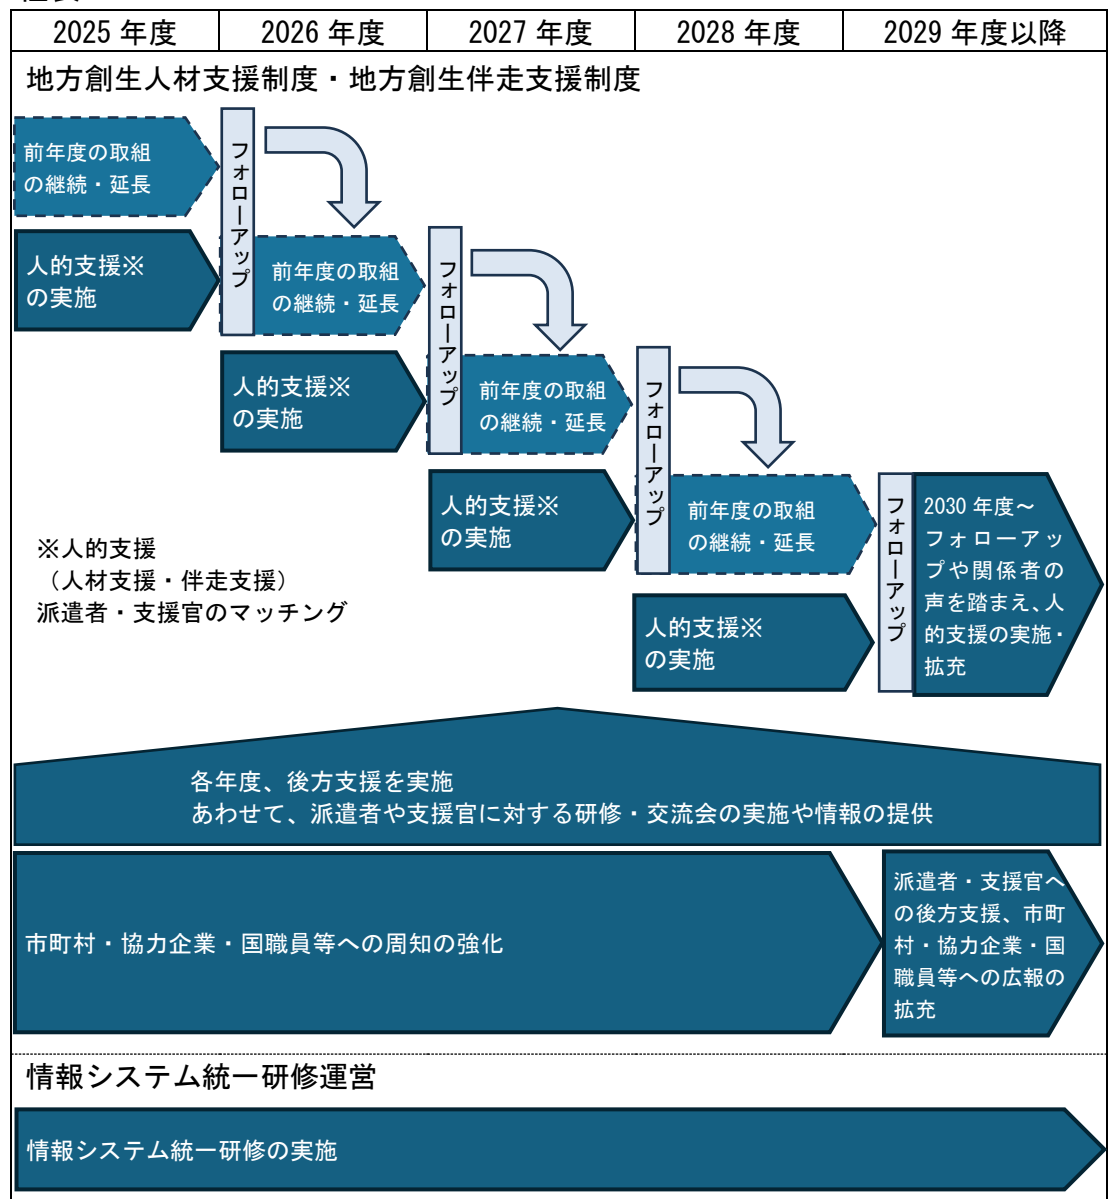 2025 年度
2026 年度
2027 年度
2028 年度
2029 年度以降
地方創生人材支援制度・地方創生伴走支援制度
前年度の取組
の継続・延長
人的支援※
の実施
フォローアップ
前年度の取組
の継続・延長
人的支援※
の実施
フォローアップ
前年度の取組
の継続・延長
人的支援※
の実施
フォローアップ
前年度の取組
の継続・延長
人的支援※
の実施
フォローアップ
2030 年度～
フォローアッ
プや関係者の
声を踏まえ、人
的支援の実施・
拡充
※人的支援
（人材支援・伴走支援）
派遣者・支援官のマッチング
各年度、後方支援を実施
あわせて、派遣者や支援官に対する研修・交流会の実施や情報の提供
市町村・協力企業・国職員等への周知の強化
派遣者・支援官へ
の後方支援、市町
村・協力企業・国
職員等への広報の
拡充
情報システム統一研修運営
情報システム統一研修の実施